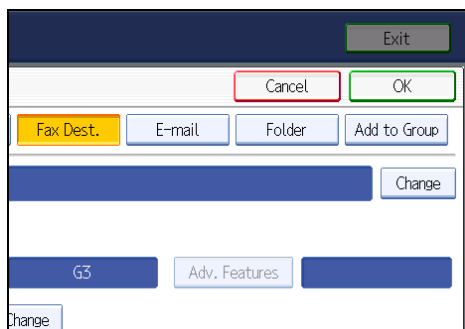 Exit
Cancel OK
Fax Dest. E-mail Folder Add to Group
Change
G3 Adv. Features
Change